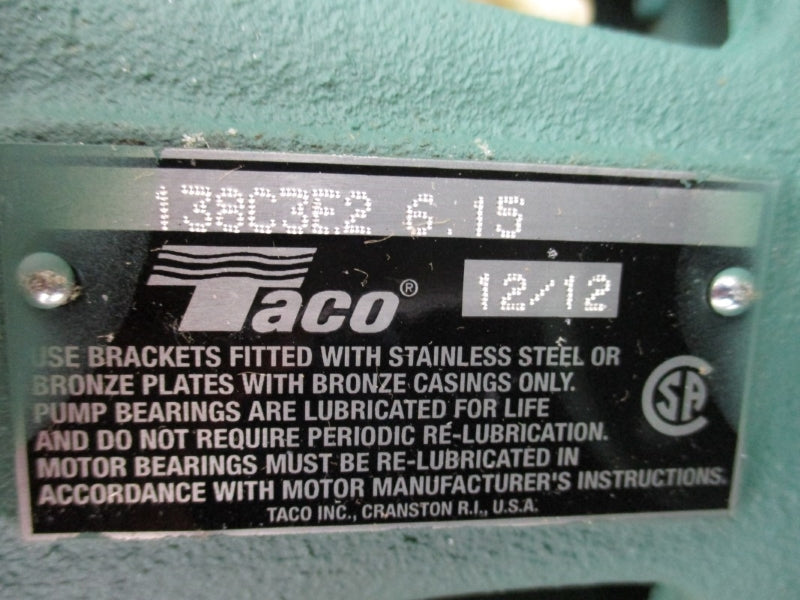 138C3E2 6.15
Taco® 12/12
USE BRACKETS FITTED WITH STAINLESS STEEL OR
BRONZE PLATES WITH BRONZE CASINGS ONLY.
PUMP BEARINGS ARE LUBRICATED FOR LIFE
AND DO NOT REQUIRE PERIODIC RE-LUBRICATION.
MOTOR BEARINGS MUST BE RE-LUBRICATED IN
ACCORDANCE WITH MOTOR MANUFACTURER'S INSTRUCTIONS.
TACO INC., CRANSTON R.I., U.S.A.
CSA